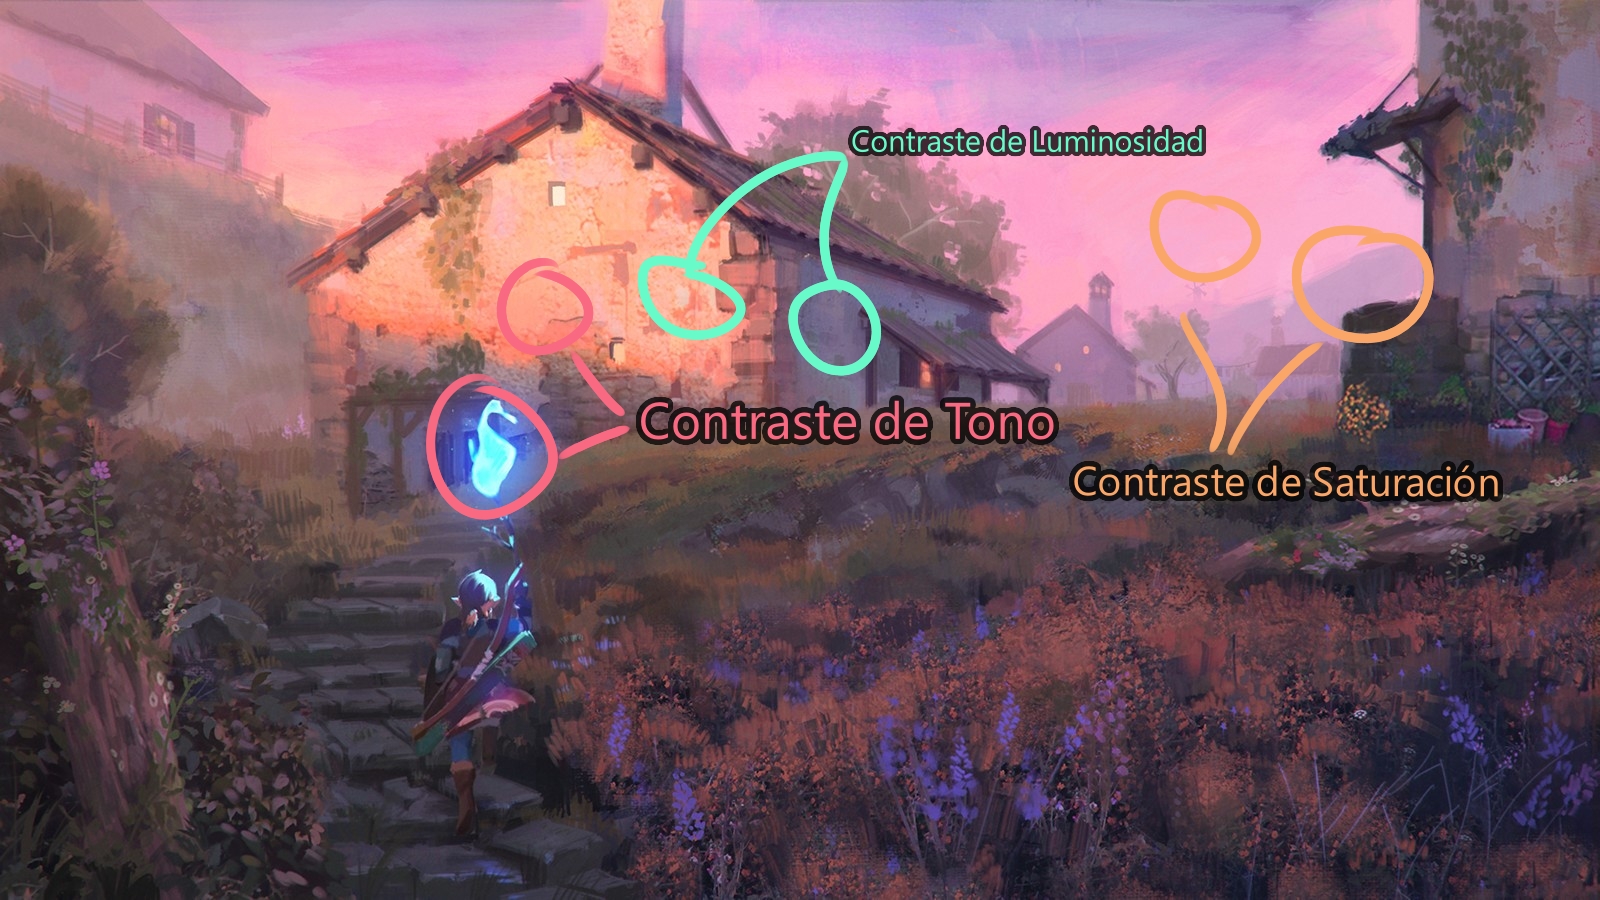 Contraste de Luminosidad
Contraste de Tono
Contraste de Saturación